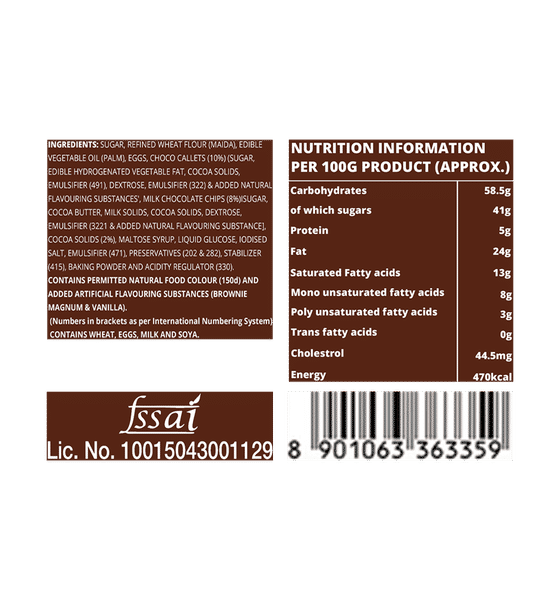 INGREDIENTS: SUGAR, REFINED WHEAT FLOUR (MAIDA), EDIBLE
VEGETABLE OIL (PALM), EGGS, CHOCO CALLETS (10%) (SUGAR,
EDIBLE HYDROGENATED VEGETABLE FAT, COCOA SOLIDS,
EMULSIFIER (491), DEXTROSE, EMULSIFIER (322) & ADDED NATURAL
FLAVOURING SUBSTANCES', MILK CHOCOLATE CHIPS (8%)ISUGAR,
COCOA BUTTER, MILK SOLIDS, COCOA SOLIDS, DEXTROSE,
EMULSIFIER (3221 & ADDED NATURAL FLAVOURING SUBSTANCE],
COCOA SOLIDS (2%), MALTOSE SYRUP, LIQUID GLUCOSE, IODISED
SALT, EMULSIFIER (471), PRESERVATIVES (202 & 282), STABILIZER
(415), BAKING POWDER AND ACIDITY REGULATOR (330).
CONTAINS PERMITTED NATURAL FOOD COLOUR (150d) AND
ADDED ARTIFICIAL FLAVOURING SUBSTANCES (BROWNIE
MAGNUM & VANILLA).
(Numbers in brackets as per International Numbering System)
CONTAINS WHEAT, EGGS, MILK AND SOYA.
NUTRITION INFORMATION
PER 100G PRODUCT (APPROX.)
Carbohydrates 58.5g
of which sugars 41g
Protein 5g
Fat 24g
Saturated Fatty acids 13g
Mono unsaturated fatty acids 8g
Poly unsaturated fatty acids 3g
Trans fatty acids 0g
Cholestrol 44.5mg
Energy 470kcal
fssai
Lic. No. 10015043001129
8 901063 363359